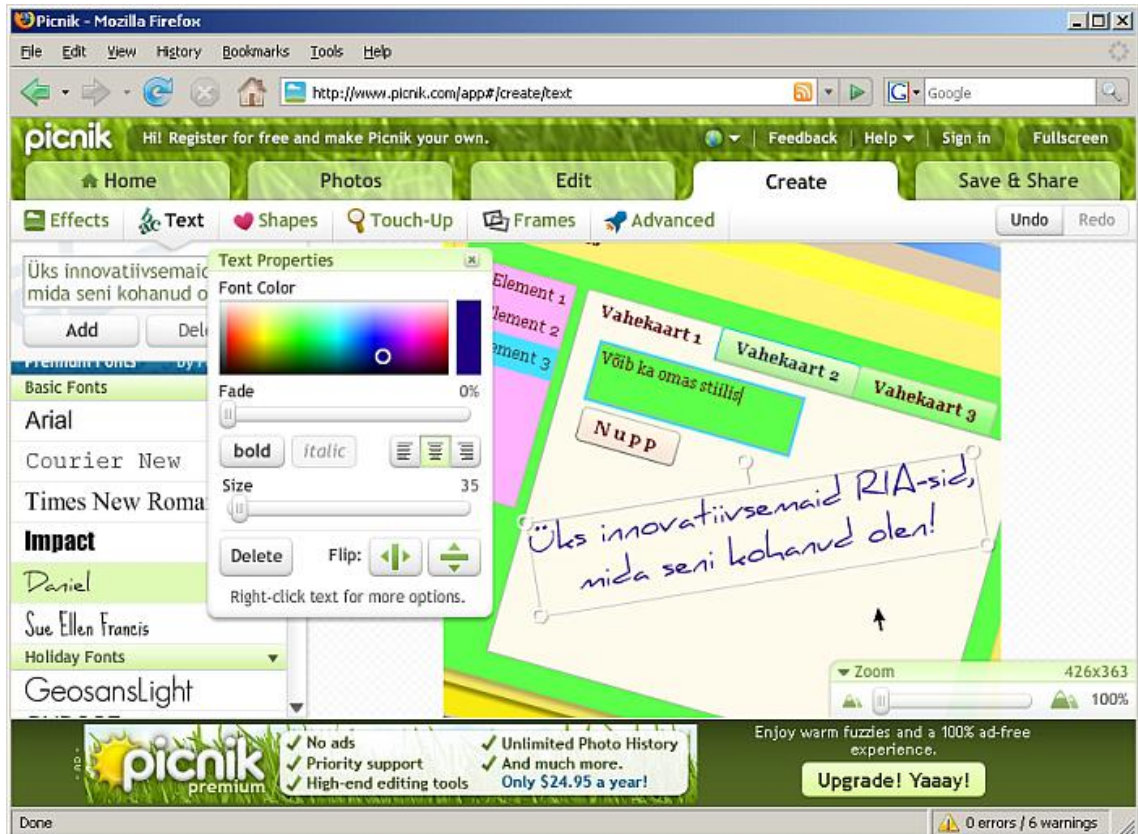 Picnik - Mozilla Firefox
File Edit View History Bookmarks Tools Help
http://www.picnik.com/app#/create/text
G Google
picnik Hi! Register for free and make Picnik your own. Feedback Help Sign in Fullscreen
Home Photos Edit Create Save & Share
Effects Text Shapes Touch-Up Frames Advanced Undo Redo
Üks innovatiivsemaid
mida seni kohanud o
Add Del
Premium Fonts
Basic Fonts
Arial
Courier New
Times New Roma
Impact
Daniel
Sue Ellen Francis
Holiday Fonts
GeosansLight
Text Properties
Font Color
Fade 0%
bold italic
Size 35
Delete Flip:
Right-click text for more options.
Element 1
lement 2
ement 3
Vahekaart 1
Vahekaart 2
Vahekaart 3
Võib ka omas stiilis
Nupp
Üks innovatiivsemaid RIA-sid,
mida seni kohanud olen!
Zoom 426x363
100%
picnik
premium
No ads
Priority support
High-end editing tools
Unlimited Photo History
And much more.
Only $24.95 a year!
Enjoy warm fuzzies and a 100% ad-free
experience.
Upgrade! Yaaay!
Done 0 errors / 6 warnings